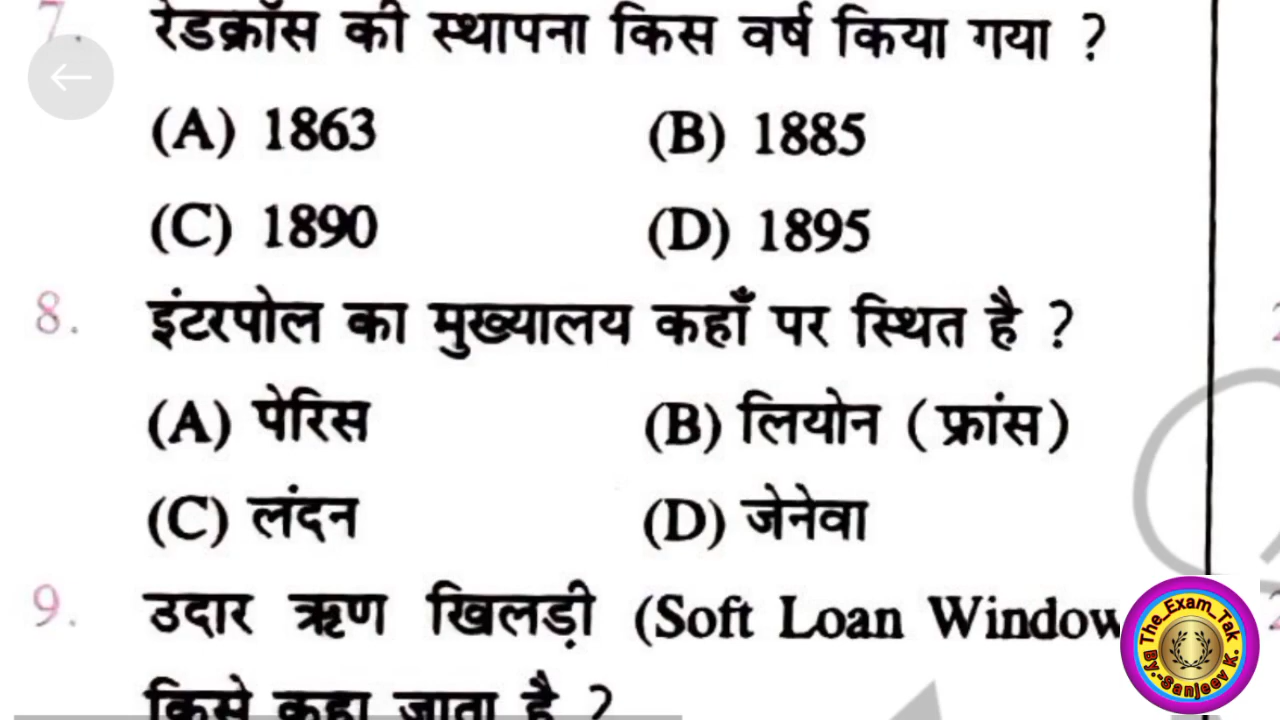 7. रेडक्रॉस की स्थापना किस वर्ष किया गया ?
(A) 1863 (B) 1885
(C) 1890 (D) 1895
8. इंटरपोल का मुख्यालय कहाँ पर स्थित है ?
(A) पेरिस (B) लियोन (फ्रांस)
(C) लंदन (D) जेनेवा
9. उदार ऋण खिलड़ी (Soft Loan Window
किसे कहा जाता है ?
The_Exam_Tak
By.-Sanjeev K.